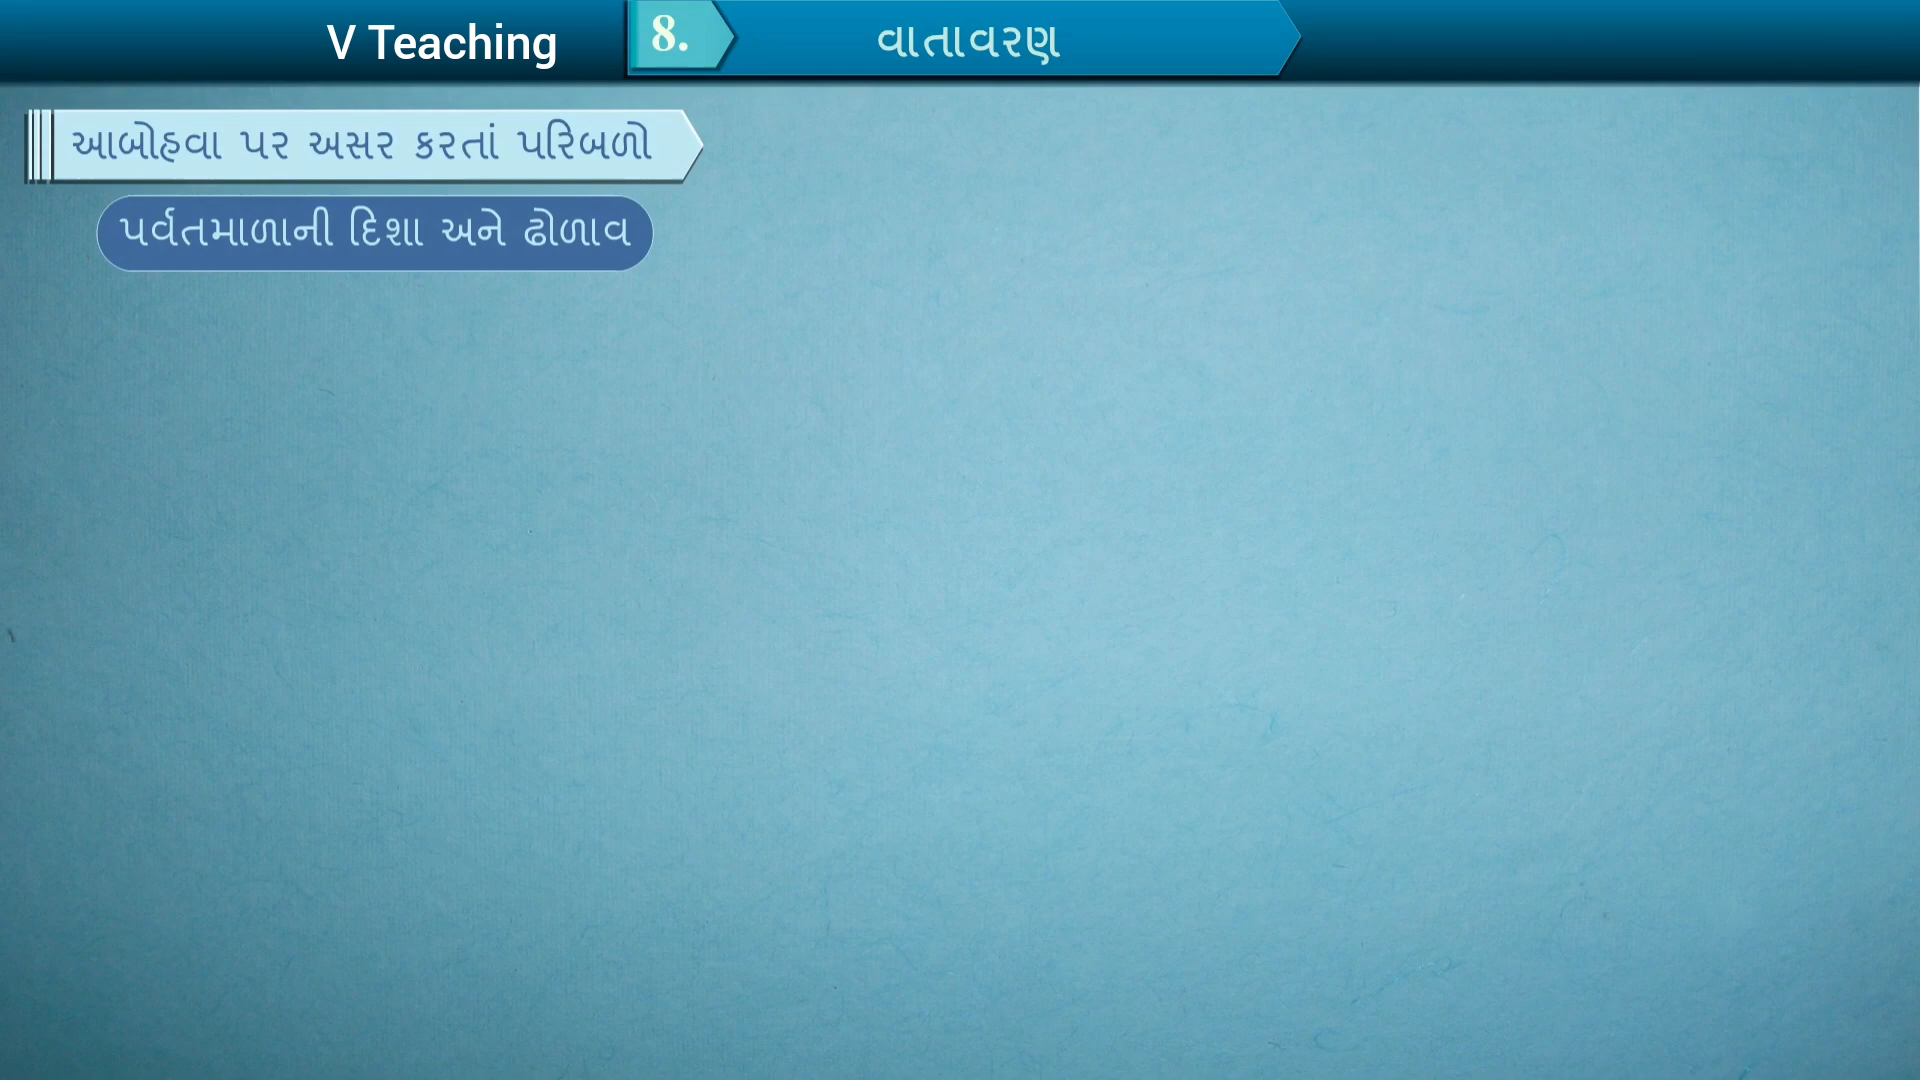 V Teaching
8.
વાતાવરણ
આબોહવા પર અસર કરતાં પરિબળો
પર્વતમાળાની દિશા અને ઢોળાવ